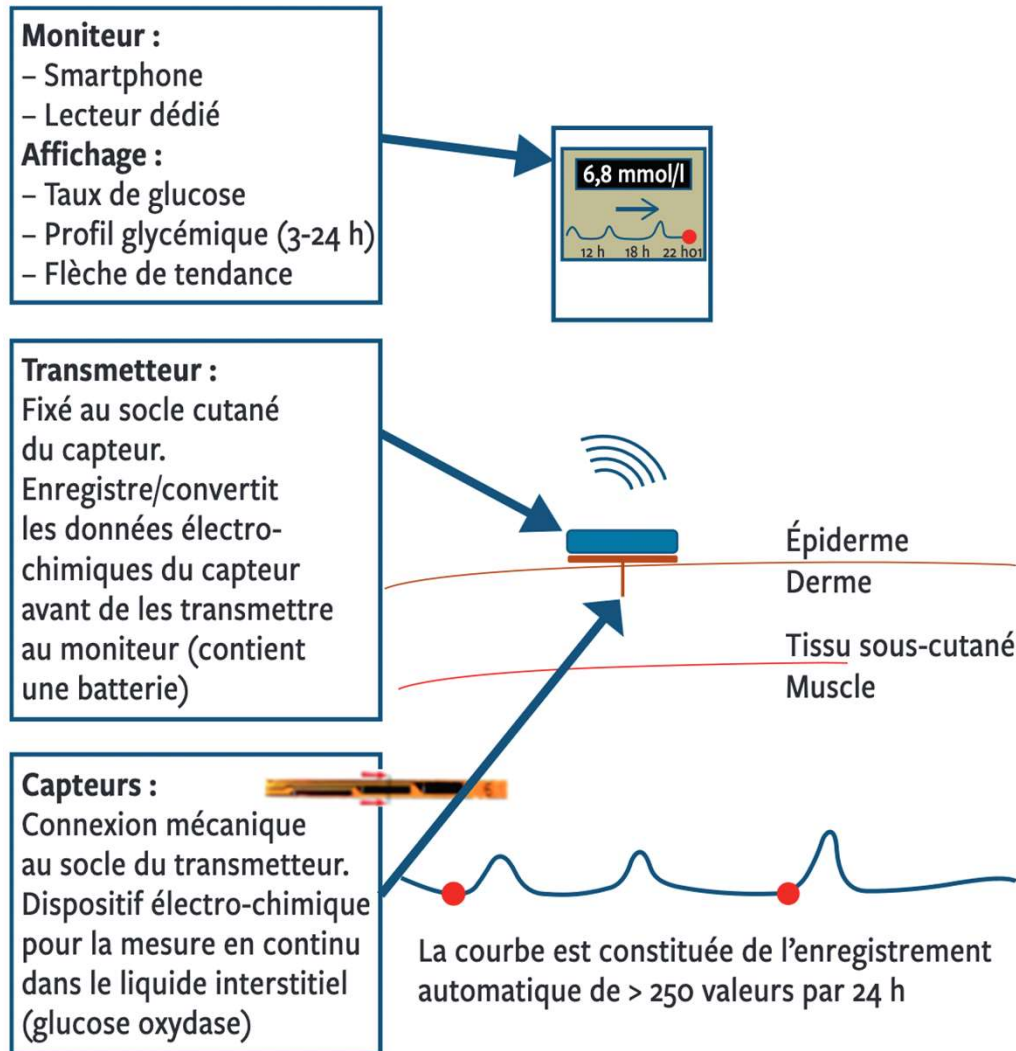 Moniteur :
– Smartphone
– Lecteur dédié
Affichage :
– Taux de glucose
– Profil glycémique (3-24 h)
– Flèche de tendance
6,8 mmol/l
12 h 18 h 22 h01
Transmetteur :
Fixé au socle cutané
du capteur.
Enregistre/convertit
les données électro-
chimiques du capteur
avant de les transmettre
au moniteur (contient
une batterie)
Épiderme
Derme
Tissu sous-cutané
Muscle
Capteurs :
Connexion mécanique
au socle du transmetteur.
Dispositif électro-chimique
pour la mesure en continu
dans le liquide interstitiel
(glucose oxydase)
La courbe est constituée de l’enregistrement
automatique de > 250 valeurs par 24 h